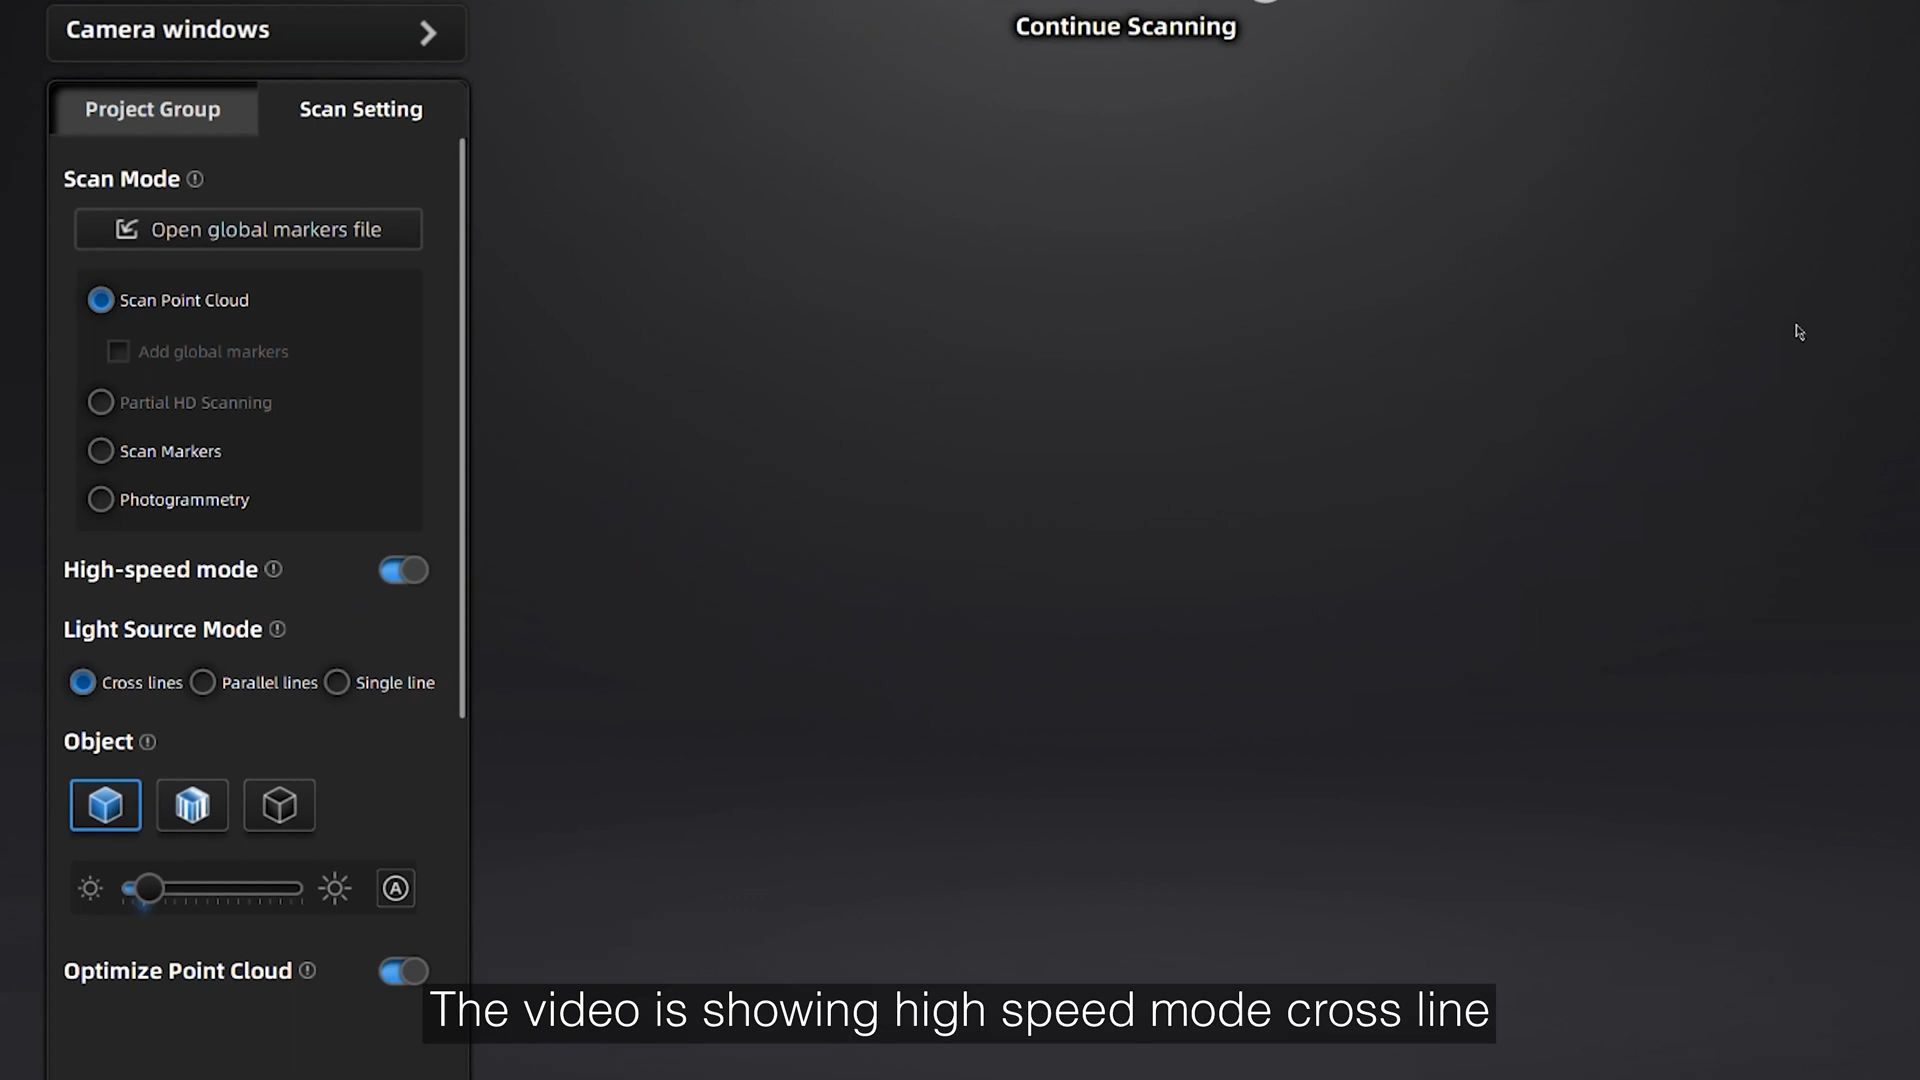 Camera windows
Continue Scanning
Project Group
Scan Setting
Scan Mode
Open global markers file
Scan Point Cloud
Add global markers
Partial HD Scanning
Scan Markers
Photogrammetry
High-speed mode
Light Source Mode
Cross lines
Parallel lines
Single line
Object
A
Optimize Point Cloud
The video is showing high speed mode cross line